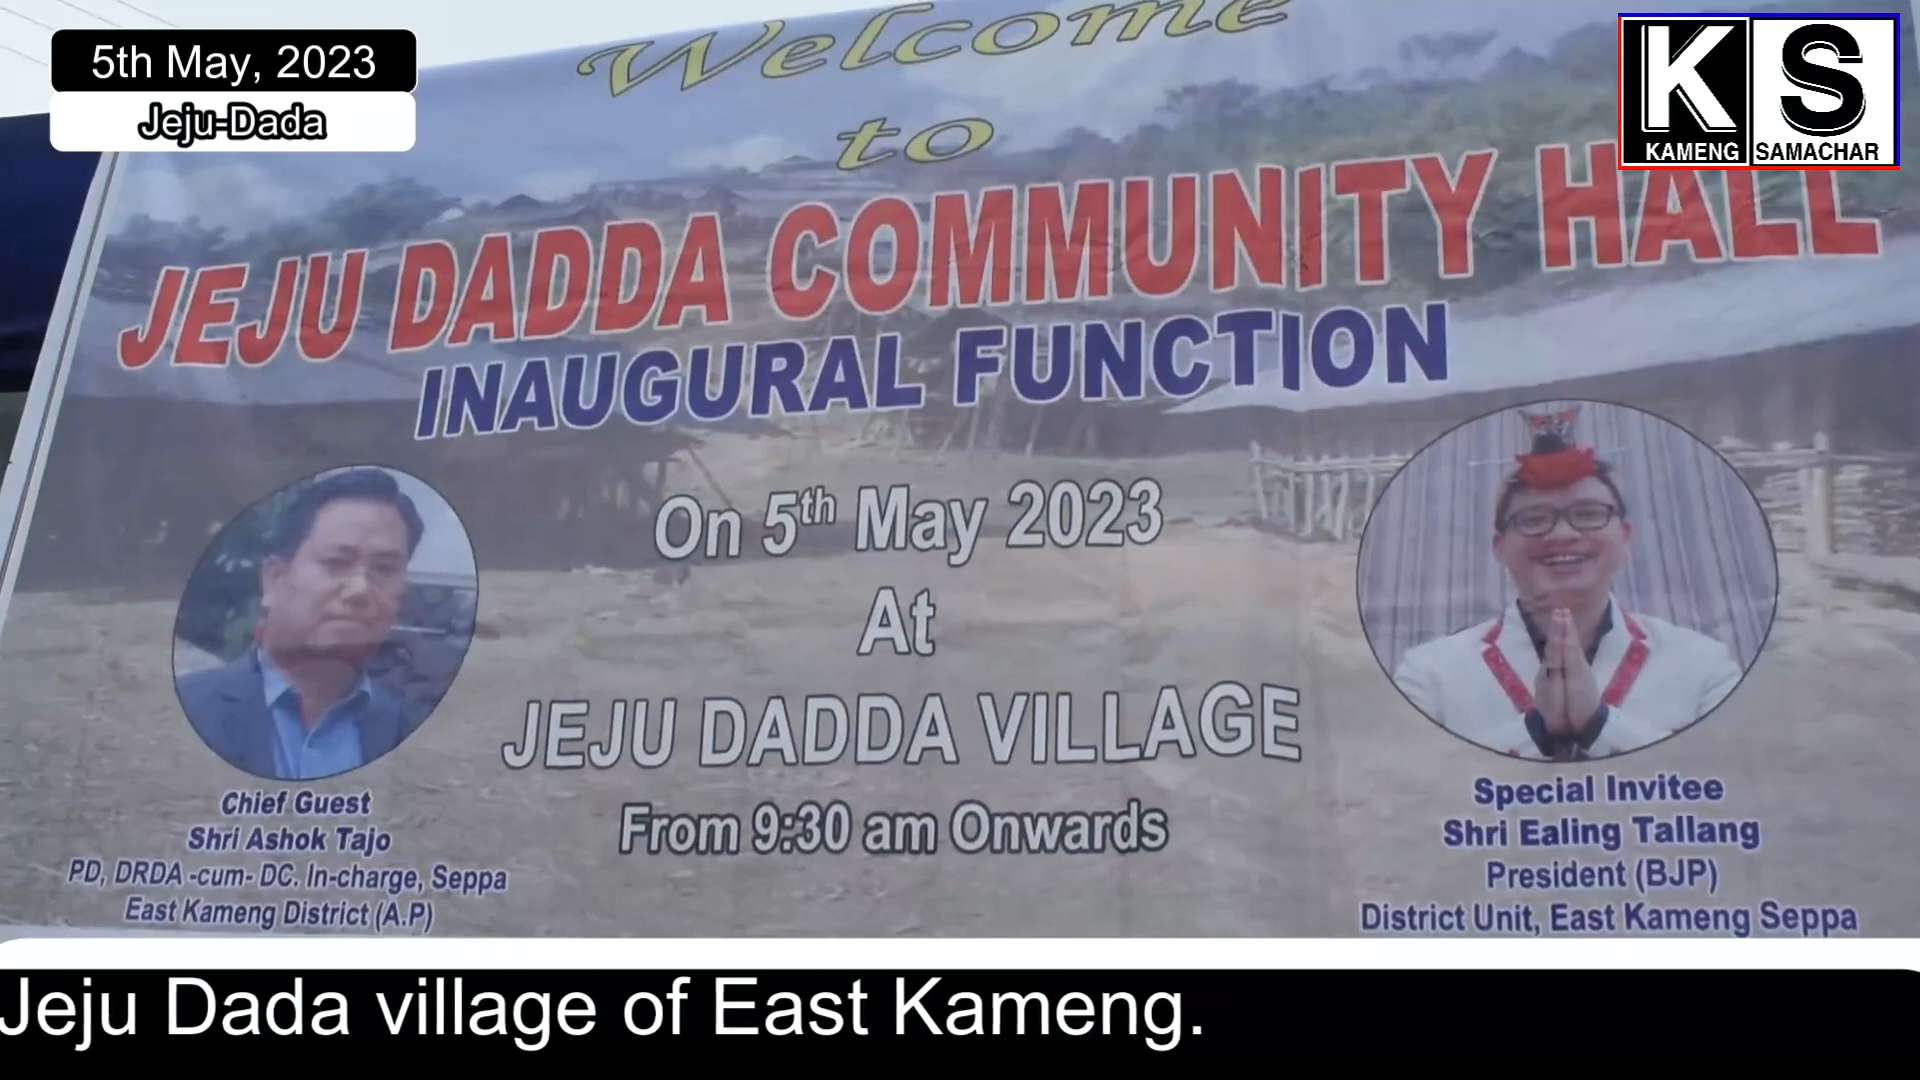 5th May, 2023
Jeju-Dada
KS
KAMENG SAMACHAR
Welcome
to
JEJU DADDA COMMUNITY HALL
INAUGURAL FUNCTION
On 5th May 2023
At
JEJU DADDA VILLAGE
From 9:30 am Onwards
Chief Guest
Shri Ashok Tajo
PD, DRDA -cum- DC. In-charge, Seppa
East Kameng District (A.P)
Special Invitee
Shri Ealing Tallang
President (BJP)
District Unit, East Kameng Seppa
Jeju Dada village of East Kameng.